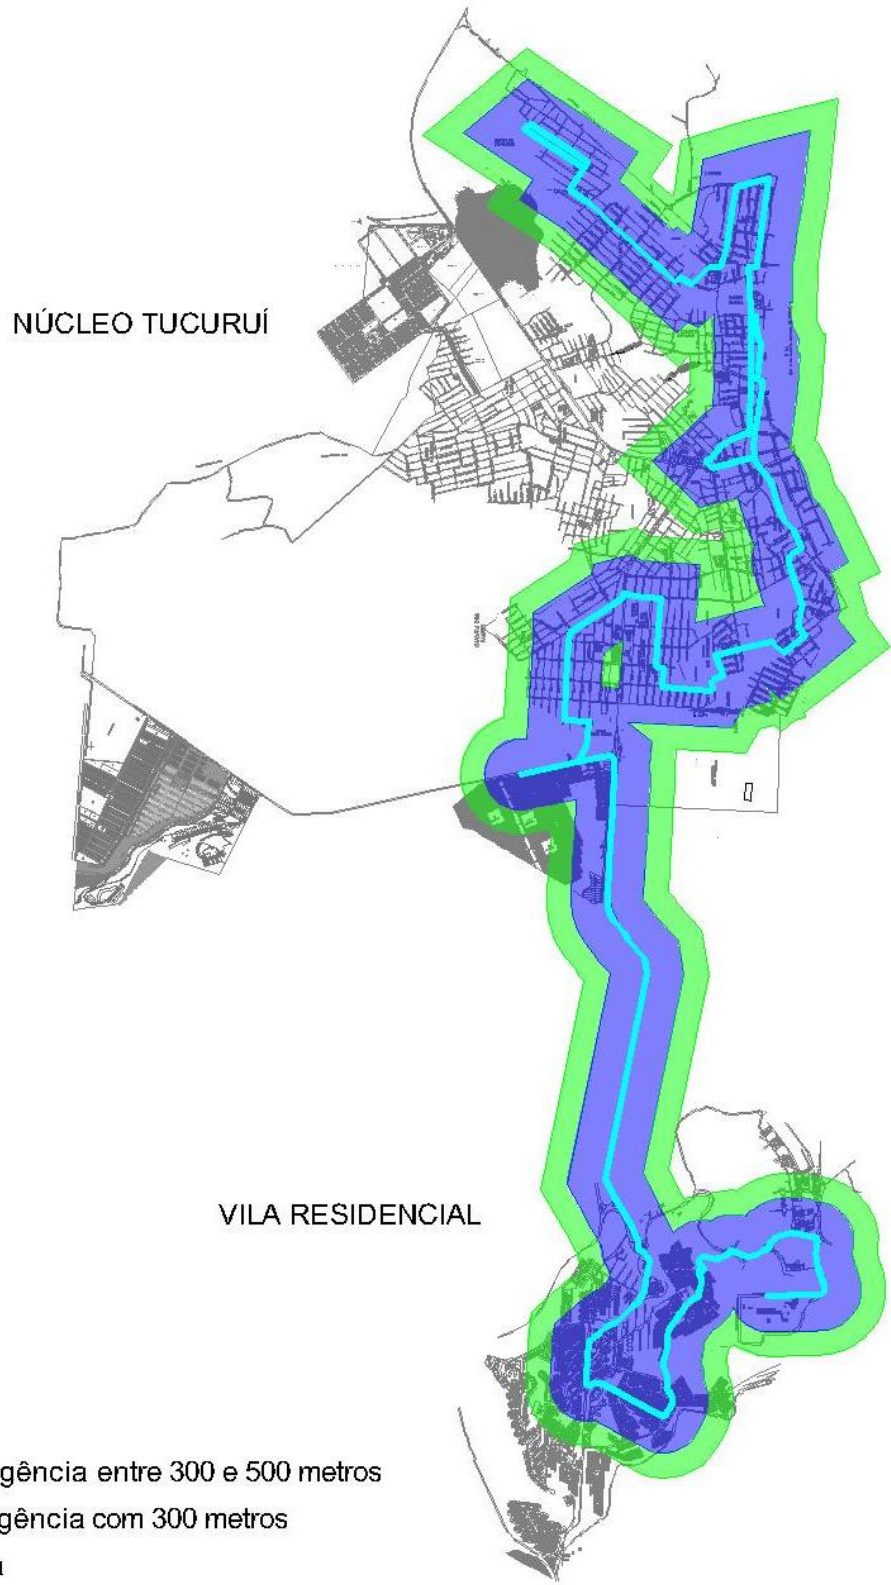 NÚCLEO TUCURUÍ
VILA RESIDENCIAL
gência entre 300 e 500 metros
gência com 300 metros